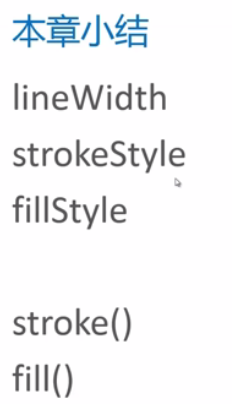 本章小结
lineWidth
strokeStyle
fillStyle
stroke()
fill()